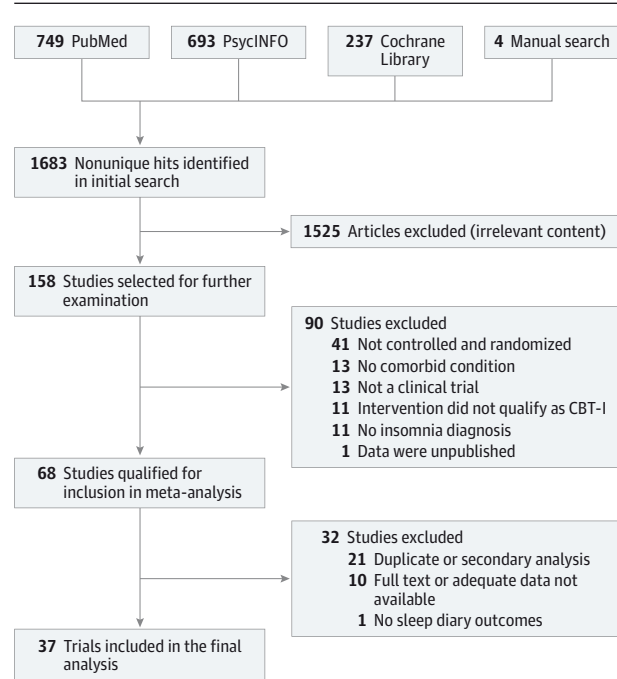 749 PubMed
693 PsycINFO
237 Cochrane
Library
4 Manual search
1683 Nonunique hits identified
in initial search
1525 Articles excluded (irrelevant content)
158 Studies selected for further
examination
90 Studies excluded
41 Not controlled and randomized
13 No comorbid condition
13 Not a clinical trial
11 Intervention did not qualify as CBT-I
11 No insomnia diagnosis
1 Data were unpublished
68 Studies qualified for
inclusion in meta-analysis
32 Studies excluded
21 Duplicate or secondary analysis
10 Full text or adequate data not
available
1 No sleep diary outcomes
37 Trials included in the final
analysis